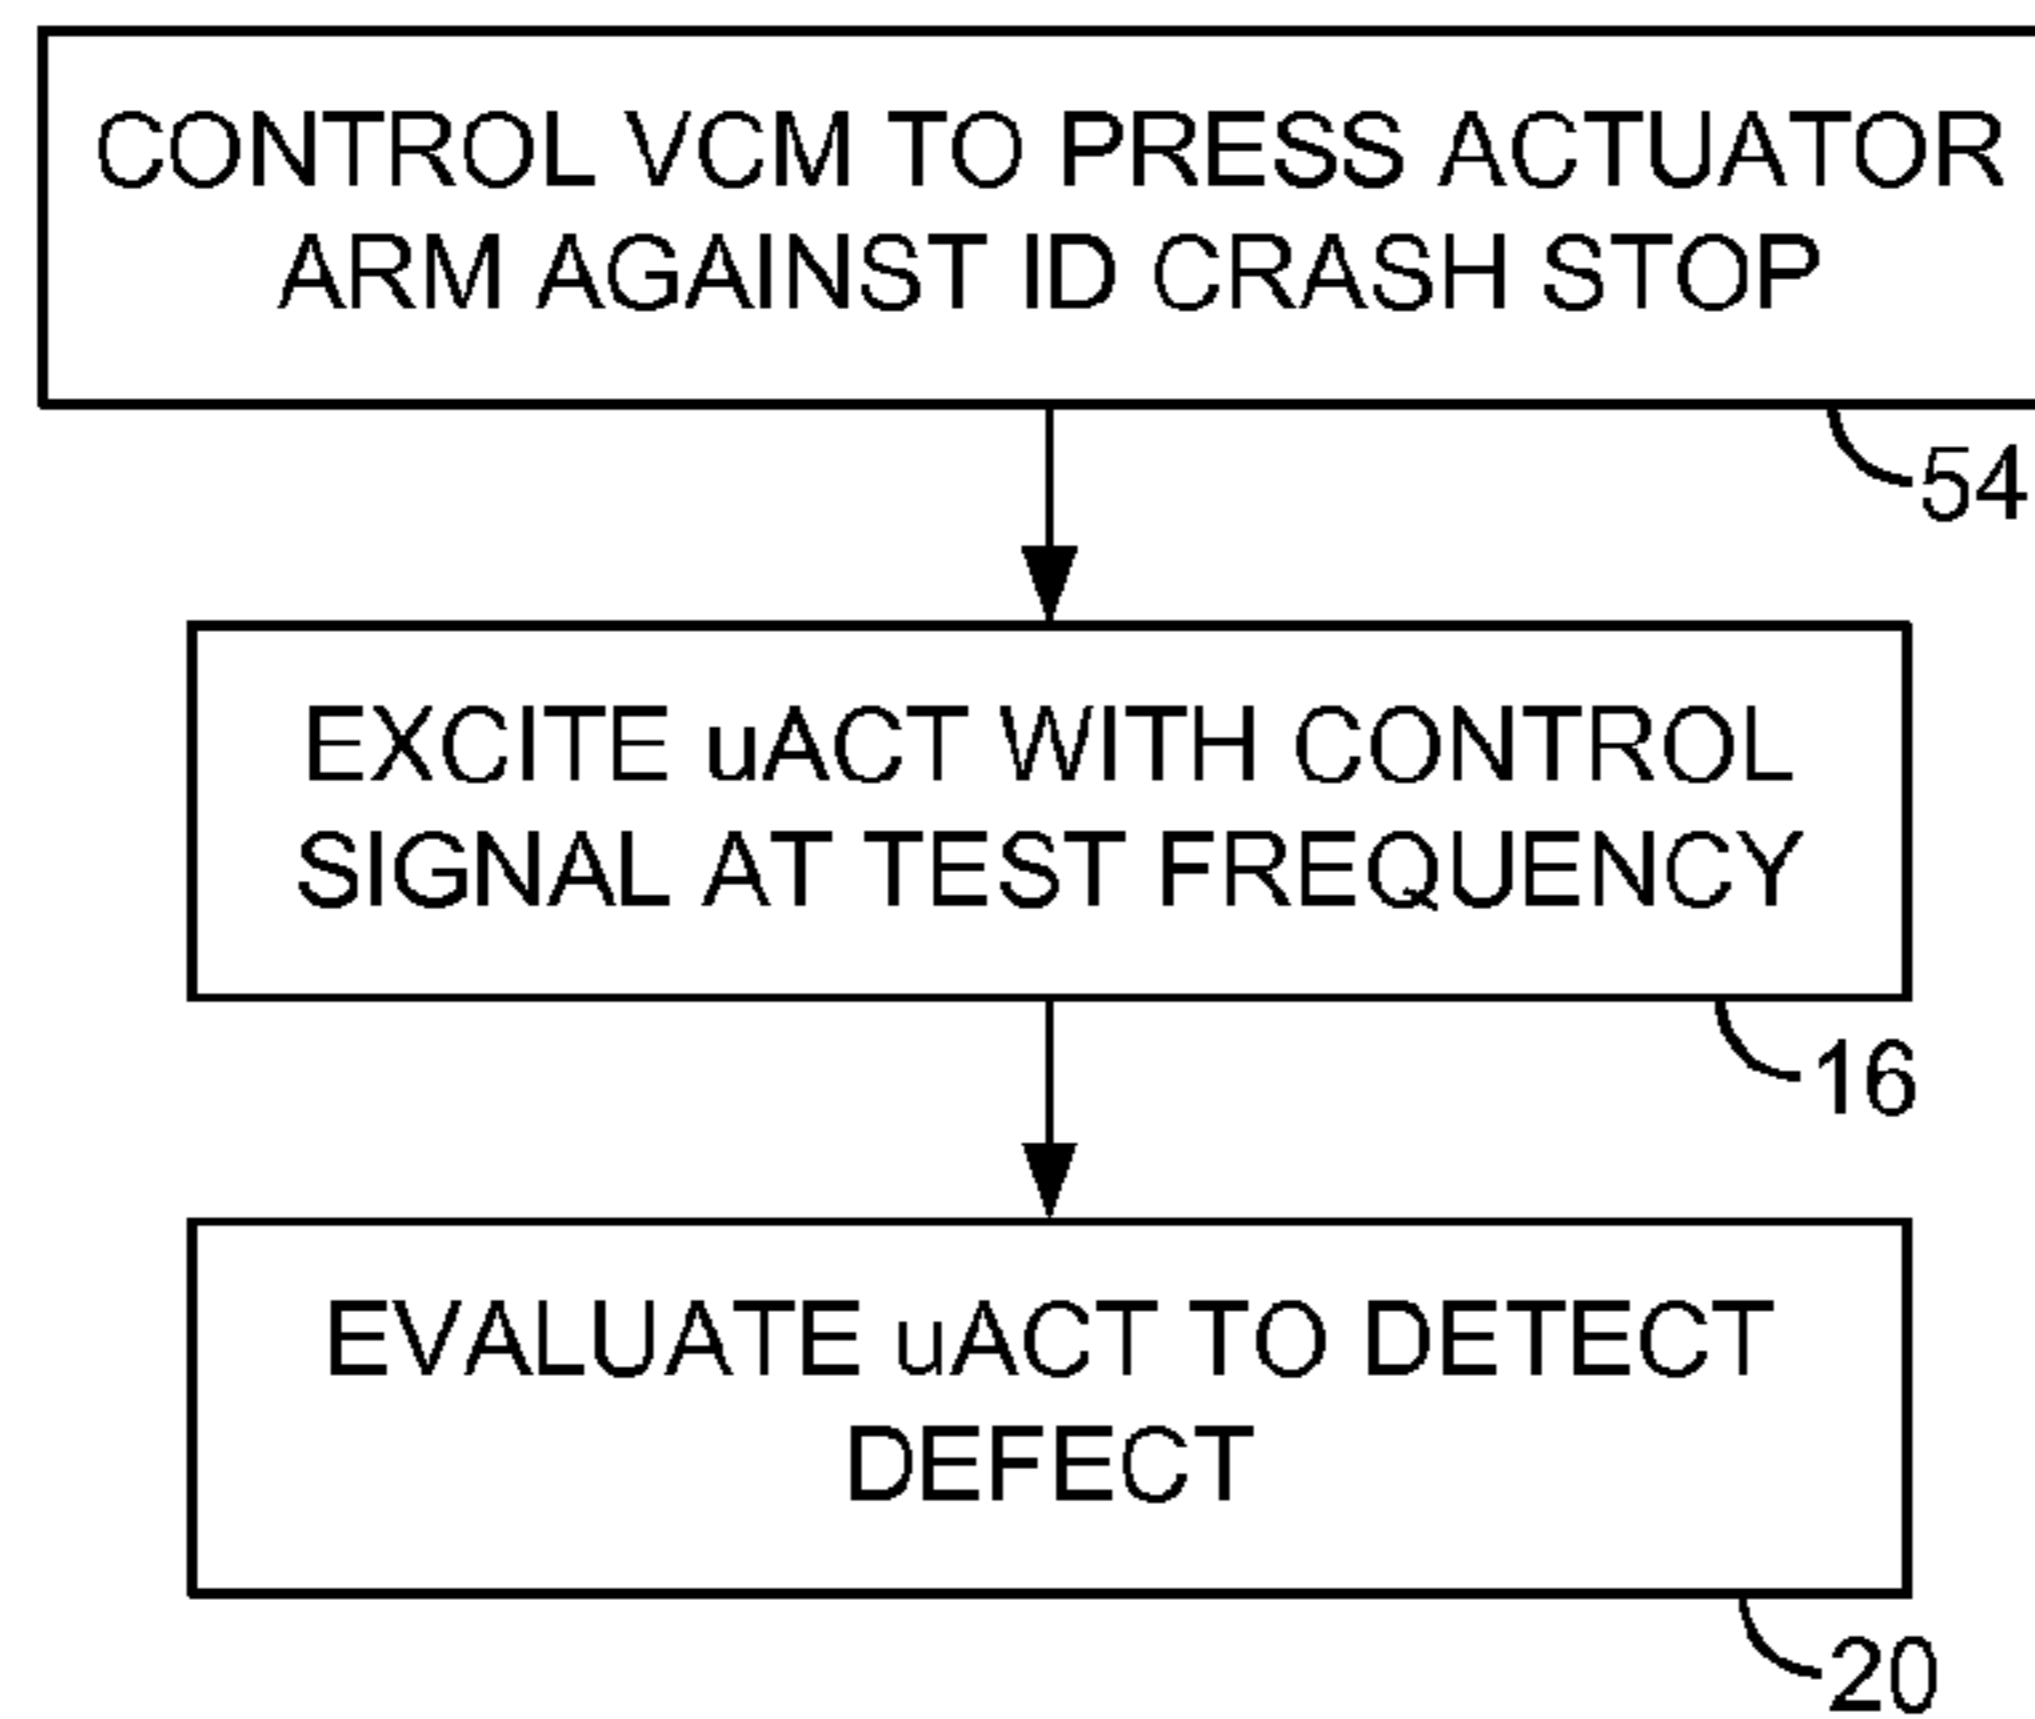 CONTROL VCM TO PRESS ACTUATOR
ARM AGAINST ID CRASH STOP
54
EXCITE uACT WITH CONTROL
SIGNAL AT TEST FREQUENCY
16
EVALUATE uACT TO DETECT
DEFECT
20